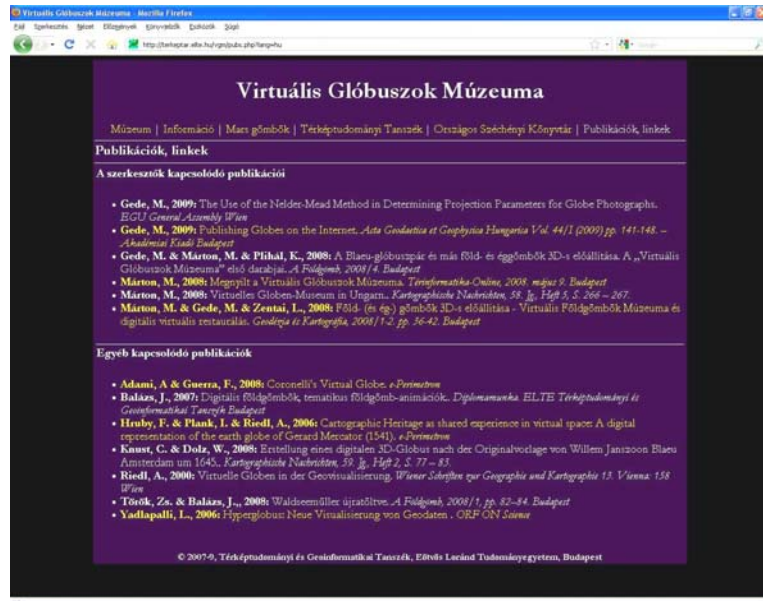 Virtuális Glóbuszok Múzeuma - Mozilla Firefox
Fájl Szerkesztés Nézet Előzmények Könyvjelzők Eszközök Súgó
http://terkeptar.elte.hu/vgm/pubs.php?lang=hu
Virtuális Glóbuszok Múzeuma
Múzeum | Információ | Mars gömbök | Térképtudományi Tanszék | Országos Széchényi Könyvtár | Publikációk, linkek
Publikációk, linkek
A szerkesztők kapcsolódó publikációi
• Gede, M., 2009: The Use of the Nelder-Mead Method in Determining Projection Parameters for Globe Photographs.
EGU General Assembly Wien
• Gede, M., 2009: Publishing Globes on the Internet. Acta Geodaetica et Geophysica Hungarica Vol. 44/1 (2009) pp. 141-148. –
Akadémiai Kiadó Budapest
• Gede, M. & Márton, M. & Plihál, K., 2008: A Blaeu-glóbuszpár és más föld- és éggömbök 3D-s előállítása. A „Virtuális
Glóbuszok Múzeuma” első darabjai. A Földgömb, 2008/4. Budapest
• Márton, M., 2008: Megnyílt a Virtuális Glóbuszok Múzeuma. Térinformatika-Online, 2008. május 9. Budapest
• Márton, M., 2008: Virtuelles Globen-Museum in Ungarn.. Kartographische Nachrichten, 58. Jg., Heft 5, S. 266 – 267.
• Márton, M. & Gede, M. & Zentai, L., 2008: Föld- (és ég-) gömbök 3D-s előállítása - Virtuális Földgömbök Múzeuma és
digitális virtuális restaurálás. Geodézia és Kartográfia, 2008/1-2. pp. 36-42. Budapest
Egyéb kapcsolódó publikációk
• Adami, A & Guerra, F., 2008: Coronelli's Virtual Globe. e-Perimetron
• Balázs, J., 2007: Digitális földgömbök, tematikus földgömb-animációk.. Diplomamunka. ELTE Térképtudományi és
Geoinformatikai Tanszék Budapest
• Hruby, F. & Plank, I. & Riedl, A., 2006: Cartographic Heritage as shared experience in virtual space: A digital
representation of the earth globe of Gerard Mercator (1541). e-Perimetron
• Knust, C. & Dolz, W., 2008: Erstellung eines digitalen 3D-Globus nach der Originalvorlage von Willem Janszoon Blaeu
Amsterdam um 1645.. Kartographische Nachrichten, 59. Jg., Heft 2, S. 77 – 83.
• Riedl, A., 2000: Virtuelle Globen in der Geovisualisierung. Wiener Schriften zur Geographie und Kartographie 13. Vienna: 158
Wien
• Török, Zs. & Balázs, J., 2008: Waldseemüller újratöltve. A Földgömb, 2008/1, pp. 82–84. Budapest
• Yadlapalli, L., 2006: Hyperglobus: Neue Visualisierung von Geodaten . ORF ON Science
© 2007-9, Térképtudományi és Geoinformatikai Tanszék, Eötvös Loránd Tudományegyetem, Budapest